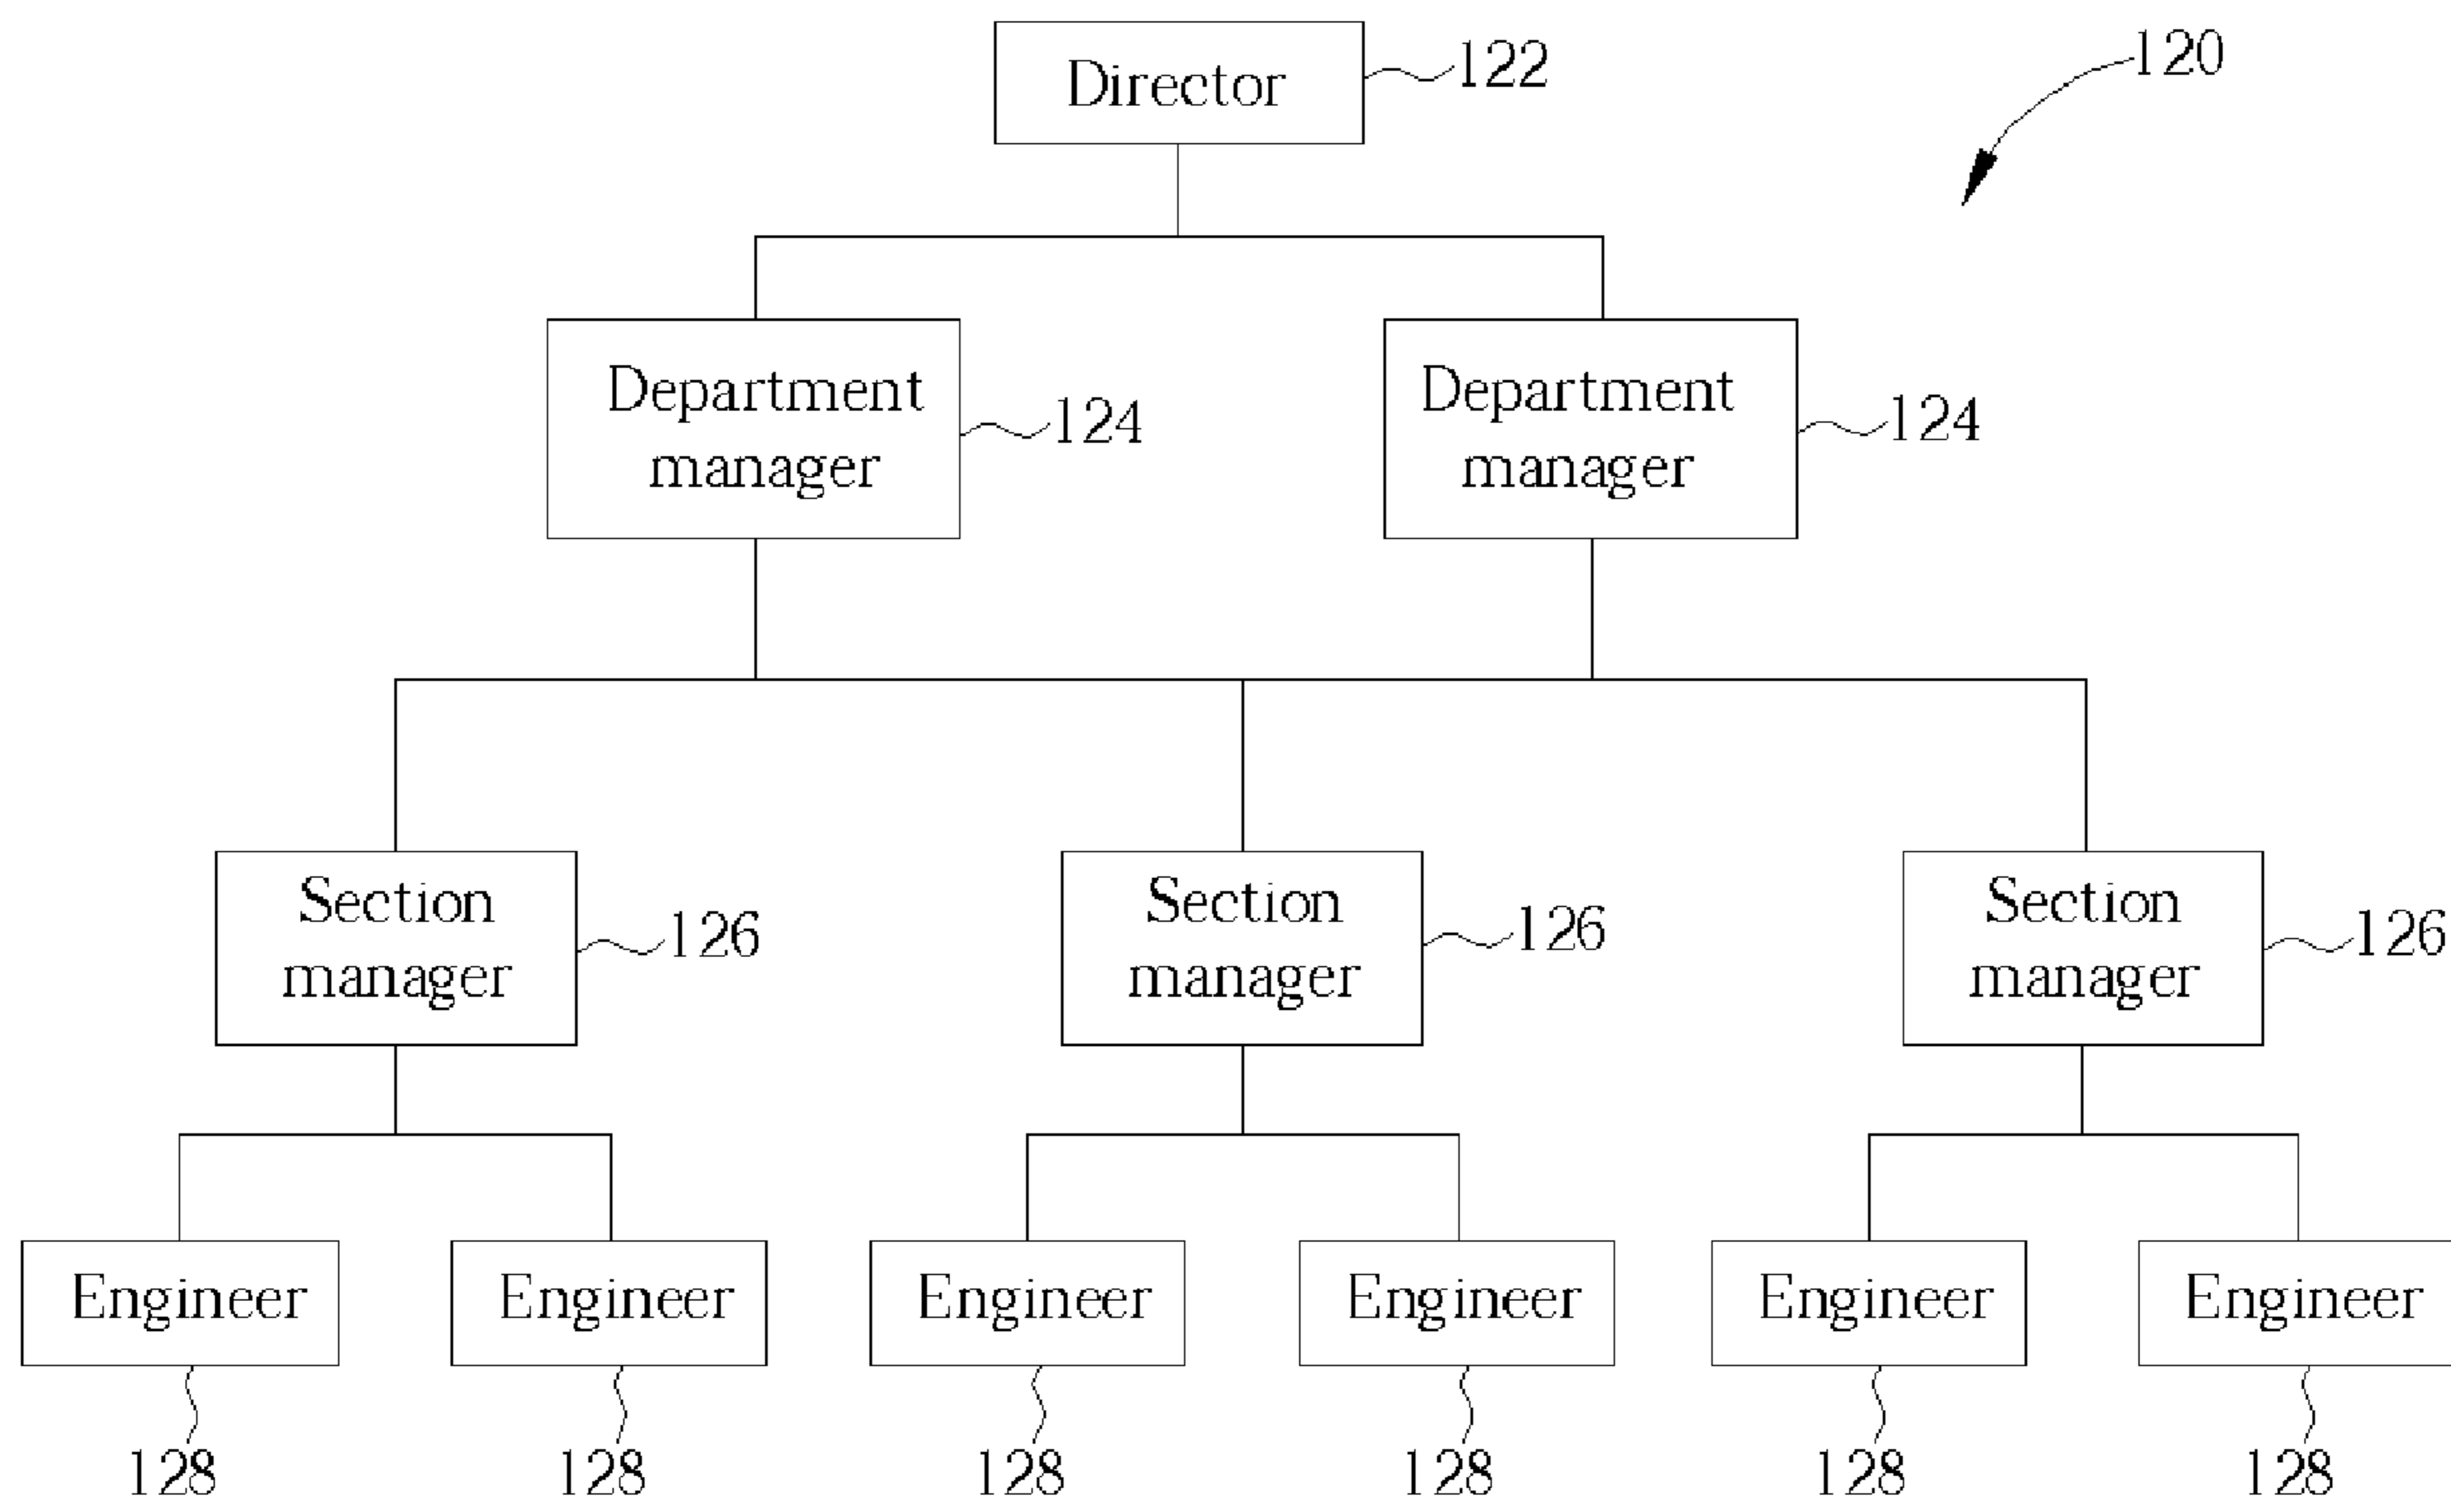 Director
122
120
Department
manager
124
Department
manager
124
Section
manager
126
Section
manager
126
Section
manager
126
Engineer
Engineer
Engineer
Engineer
Engineer
Engineer
128
128
128
128
128
128